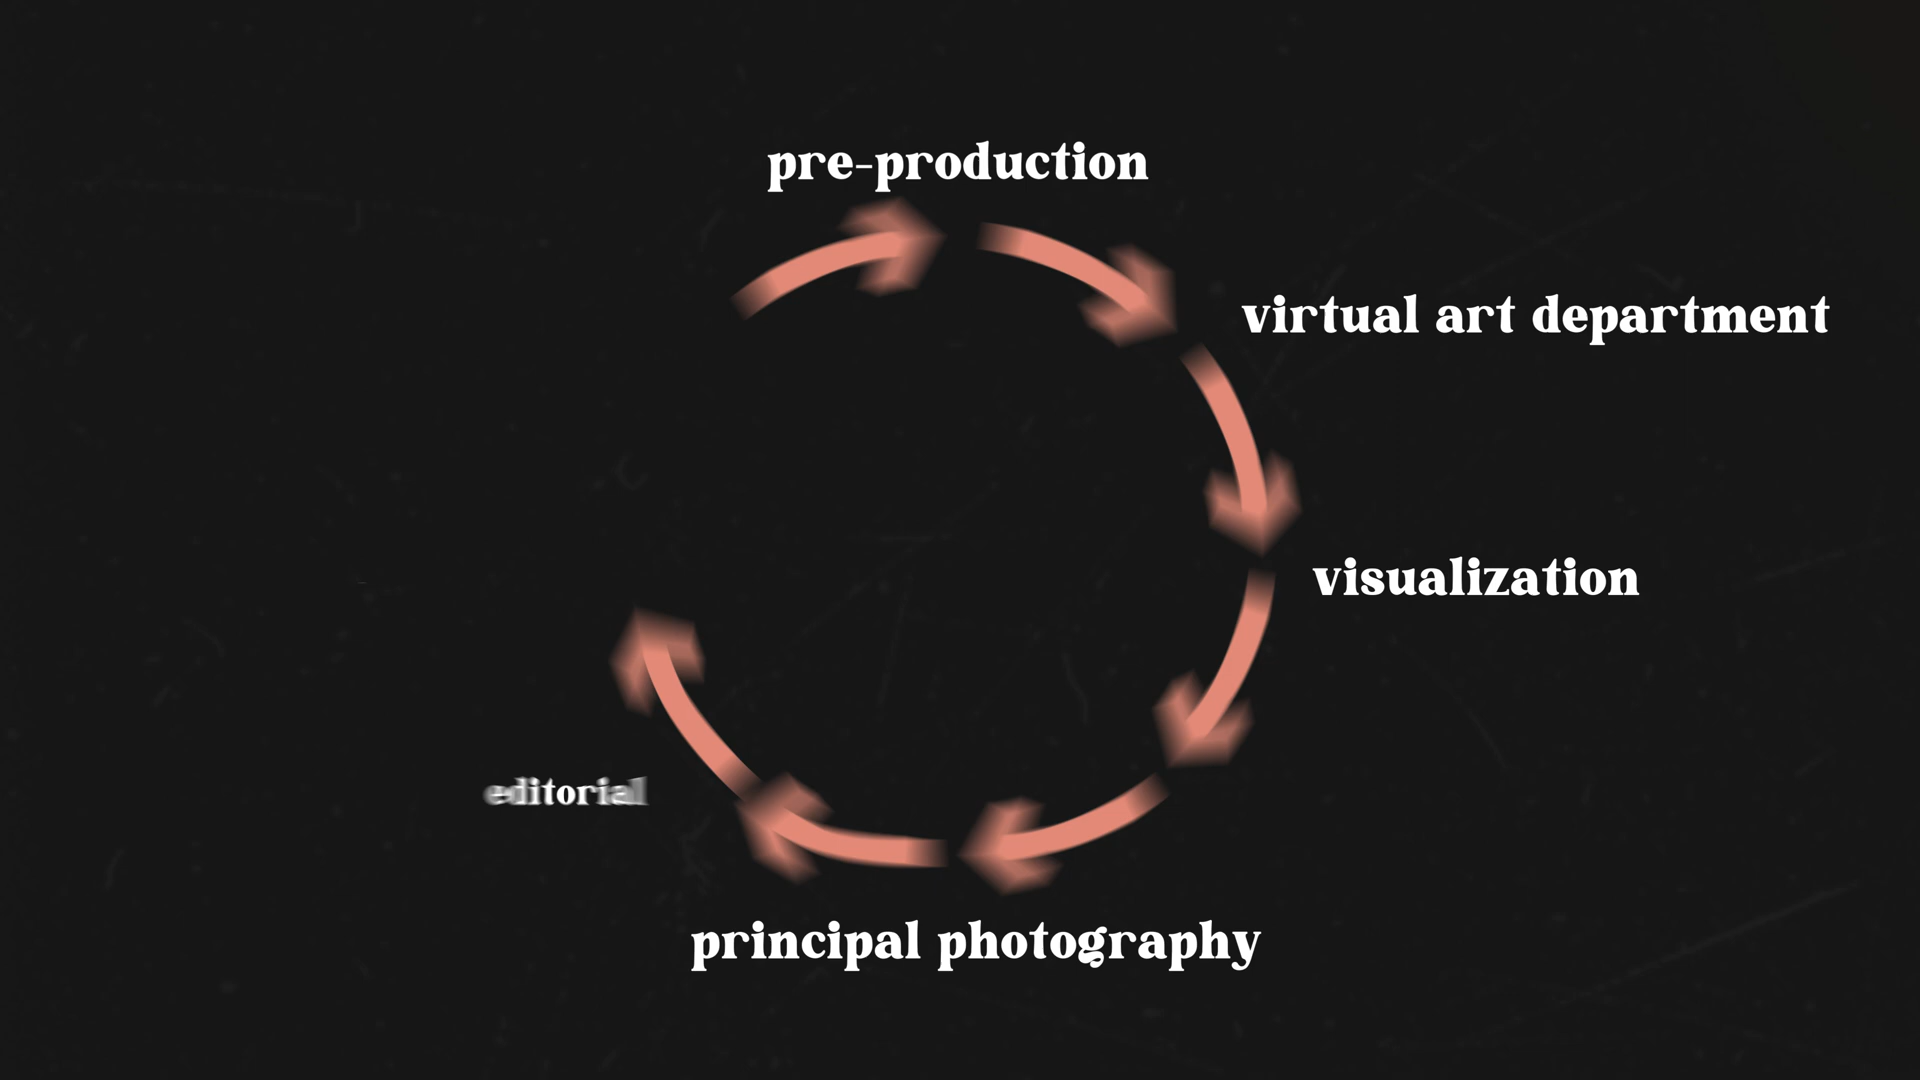 pre-production
virtual art department
visualization
principal photography
editorial